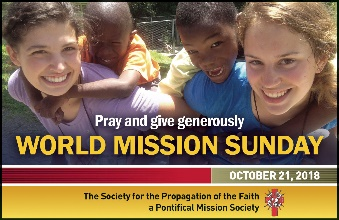 Pray and give generously
WORLD MISSION SUNDAY
OCTOBER 21, 2018
The Society for the Propagation of the Faith
a Pontifical Mission Society